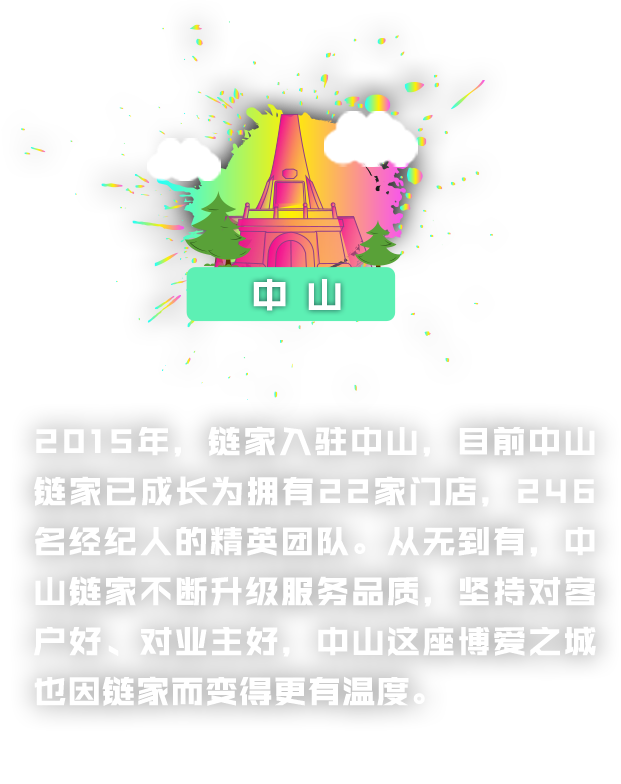 中山
2015年，链家入驻中山，目前中山
链家已成长为拥有22家门店，246
名经纪人的精英团队。从无到有，中
山链家不断升级服务品质，坚持对客
户好、对业主好，中山这座博爱之城
也因链家而变得更有温度。